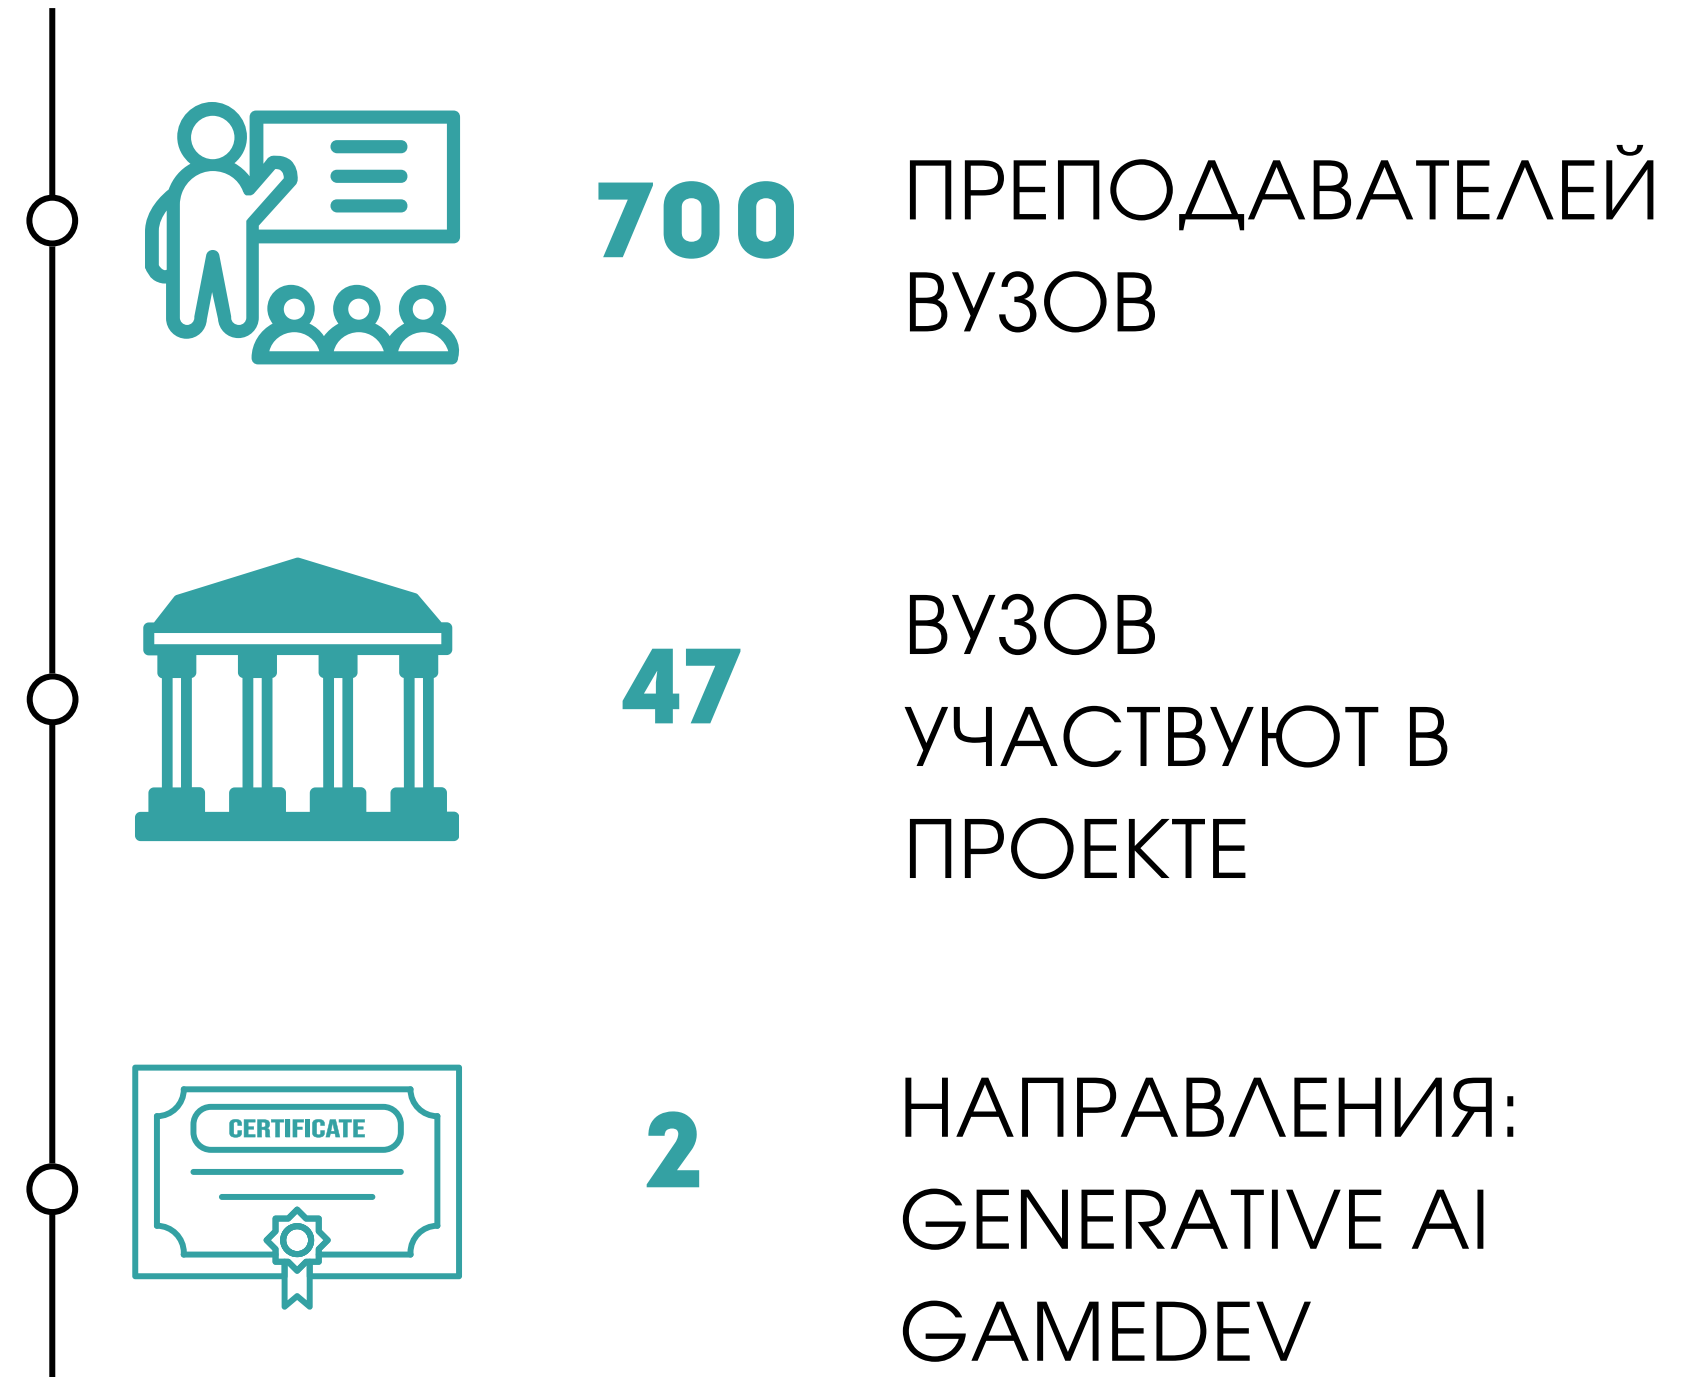 700
ПРЕПОДАВАТЕЛЕЙ
ВУЗОВ
47
ВУЗОВ
УЧАСТВУЮТ В
ПРОЕКТЕ
CERTIFICATE
2
НАПРАВЛЕНИЯ:
GENERATIVE AI
GAMEDEV